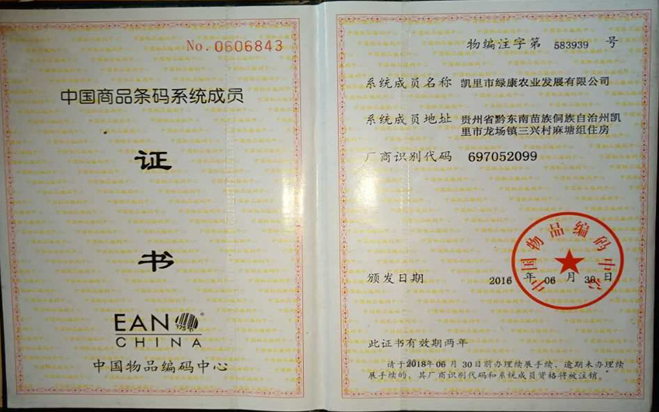 No. 0606843
中国商品条码系统成员
证
书
EAN
CHINA
中国物品编码中心
物编注字第 583939 号
系统成员名称 凯里市绿康农业发展有限公司
系统成员地址 贵州省黔东南苗族侗族自治州凯
里市龙场镇三兴村麻塘组住房
厂商识别代码 697052099
中国物品编码中心
颁发日期 2016 年 06 月 30 日
此证书有效期两年
请于2018年06月30日前办理续展手续。逾期未办理续
展手续的，其厂商识别代码和系统成员资格将被注销。